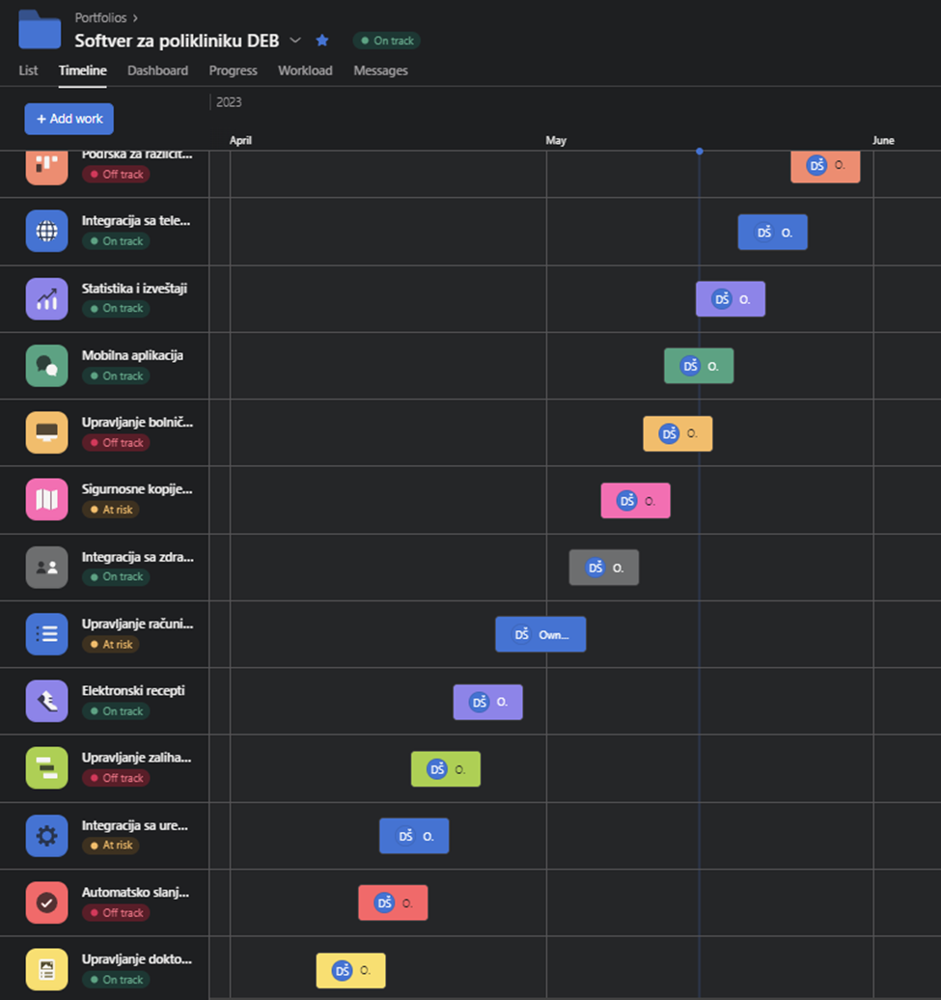 Portfolios
Softver za polikliniku DEB
On track
List Timeline Dashboard Progress Workload Messages
+ Add work
2023
April May June
Podrška za različit...
Off track
DŠ O.
Integracija sa tele...
On track
DŠ O.
Statistika i izveštaji
On track
DŠ O.
Mobilna aplikacija
On track
DŠ O.
Upravljanje bolnič...
Off track
DŠ O.
Sigurnosne kopije...
At risk
DŠ O.
Integracija sa zdra...
On track
DŠ O.
Upravljanje računi...
At risk
DŠ Own...
Elektronski recepti
On track
DŠ O.
Upravljanje zaliha...
Off track
DŠ O.
Integracija sa ure...
At risk
DŠ O.
Automatsko slanj...
Off track
DŠ O.
Upravljanje dokto...
On track
DŠ O.